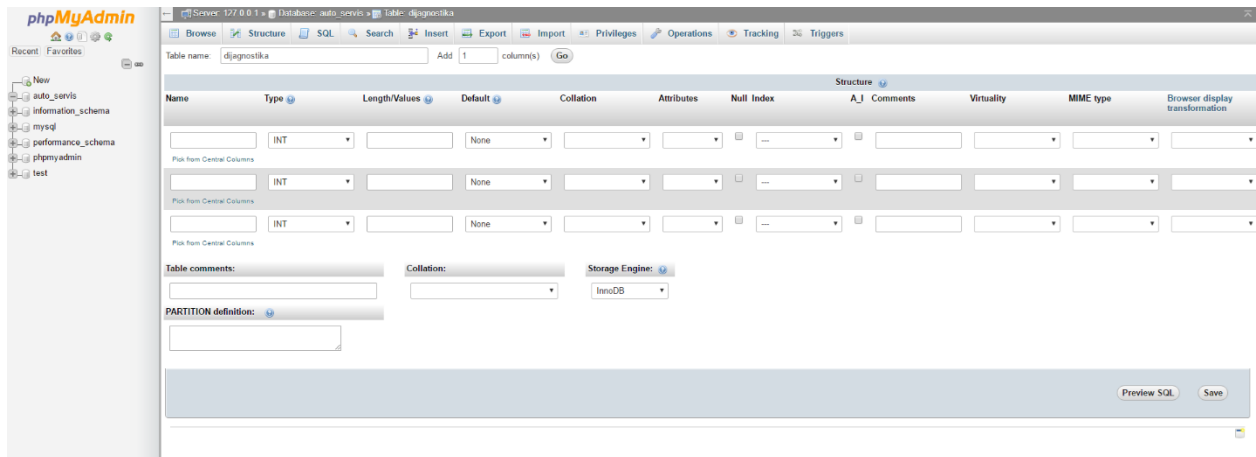 phpMyAdmin
Recent Favorites
New
auto_servis
information_schema
mysql
performance_schema
phpmyadmin
test
Server: 127.0.0.1 » Database: auto_servis » Table: dijagnostika
Browse Structure SQL Search Insert Export Import Privileges Operations Tracking Triggers
Table name: dijagnostika Add 1 column(s) Go
Structure
Name Type Length/Values Default Collation Attributes Null Index A_I Comments Virtuality MIME type Browser display
transformation
INT None ---
Pick from Central Columns
INT None ---
Pick from Central Columns
INT None ---
Pick from Central Columns
Table comments: Collation: Storage Engine:
InnoDB
PARTITION definition:
Preview SQL Save